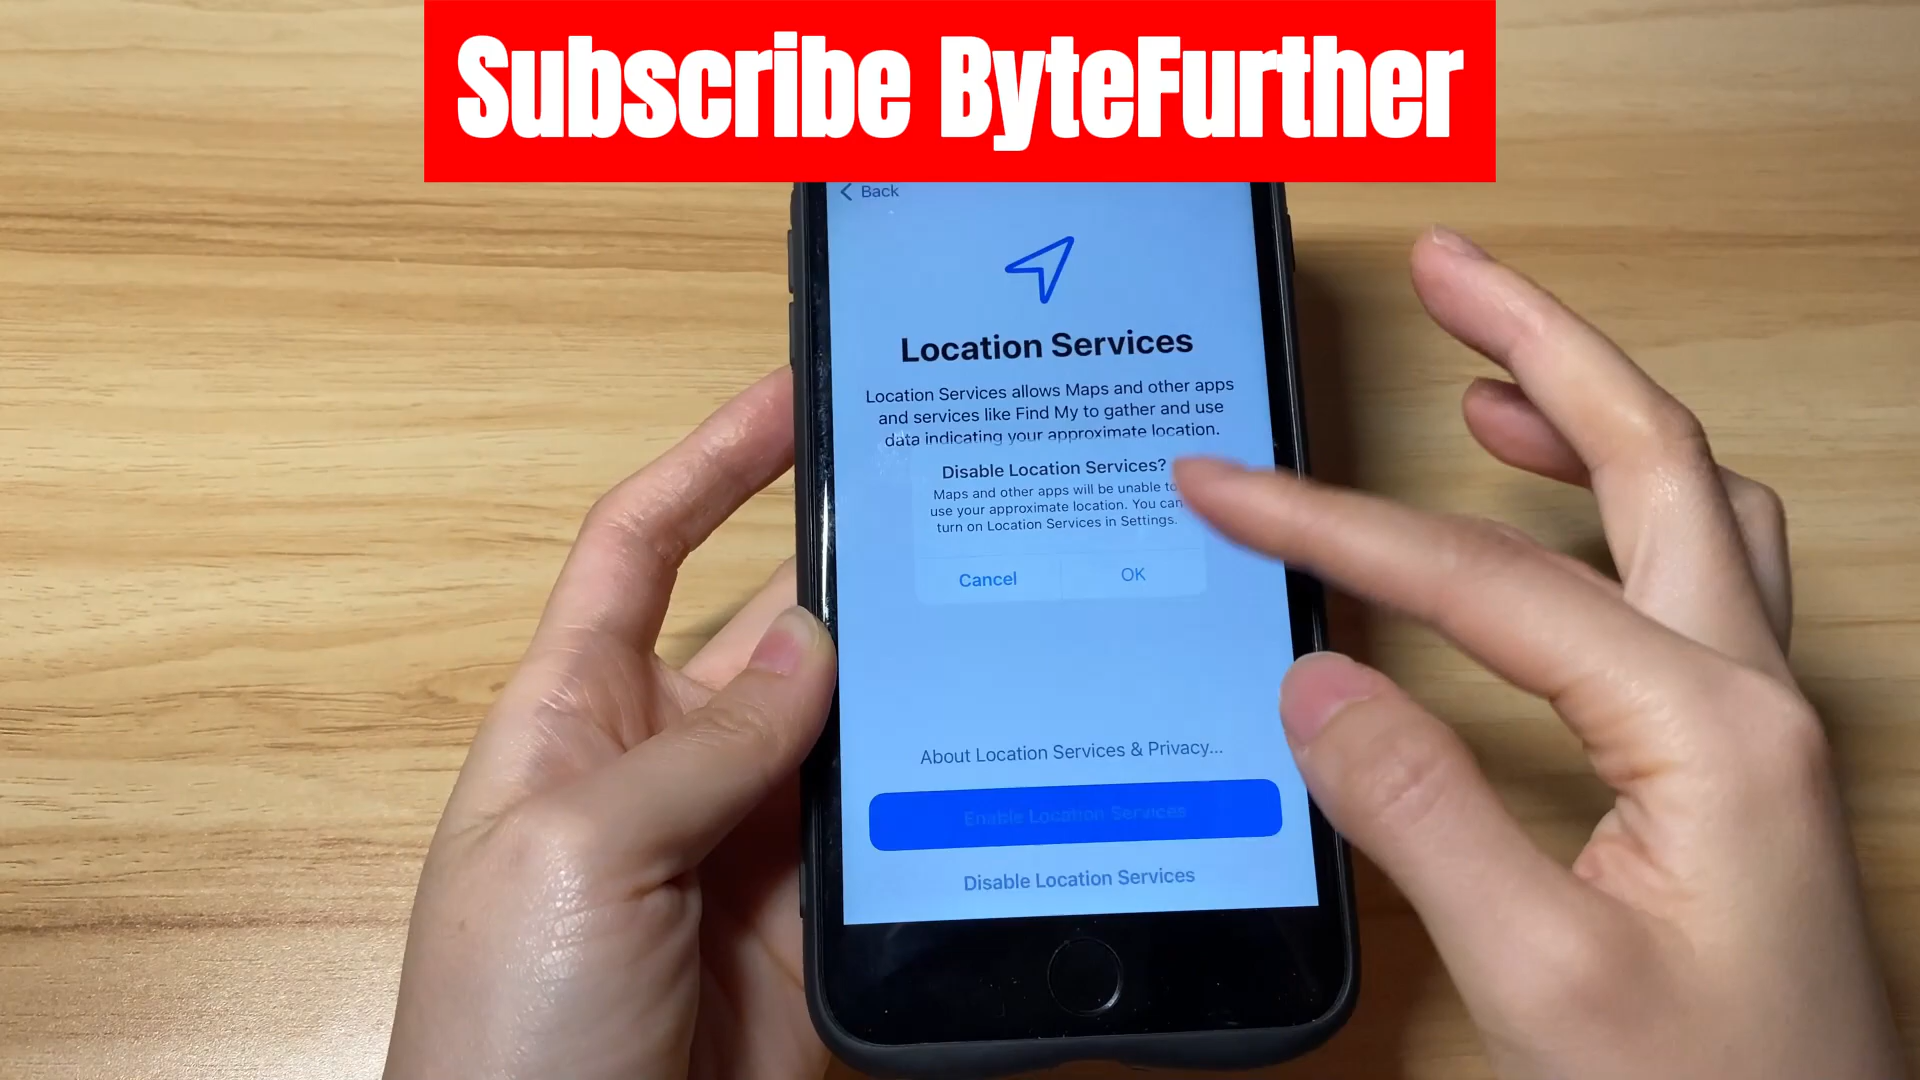 Subscribe ByteFurther
Back
Location Services
Location Services allows Maps and other apps
and services like Find My to gather and use
data indicating your approximate location.
Disable Location Services?
Maps and other apps will be unable to
use your approximate location. You can
turn on Location Services in Settings.
Cancel
OK
About Location Services & Privacy...
Enable Location Services
Disable Location Services